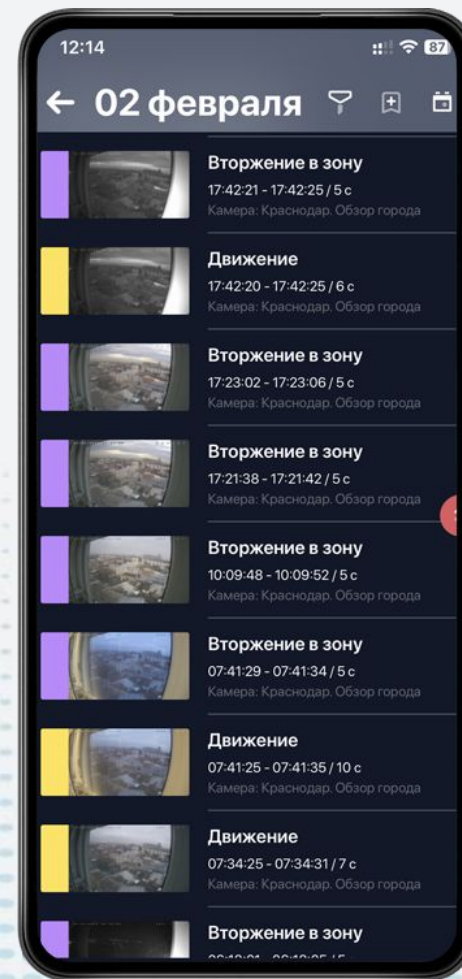 12:14
87
02 февраля
Вторжение в зону
17:42:21 - 17:42:25 / 5 с
Камера: Краснодар. Обзор города
Движение
17:42:20 - 17:42:25 / 6 с
Камера: Краснодар. Обзор города
Вторжение в зону
17:23:02 - 17:23:06 / 5 с
Камера: Краснодар. Обзор города
Вторжение в зону
17:21:38 - 17:21:42 / 5 с
Камера: Краснодар. Обзор города
Вторжение в зону
10:09:48 - 10:09:52 / 5 с
Камера: Краснодар. Обзор города
Вторжение в зону
07:41:29 - 07:41:34 / 5 с
Камера: Краснодар. Обзор города
Движение
07:41:25 - 07:41:35 / 10 с
Камера: Краснодар. Обзор города
Движение
07:34:25 - 07:34:31 / 7 с
Камера: Краснодар. Обзор города
Вторжение в зону